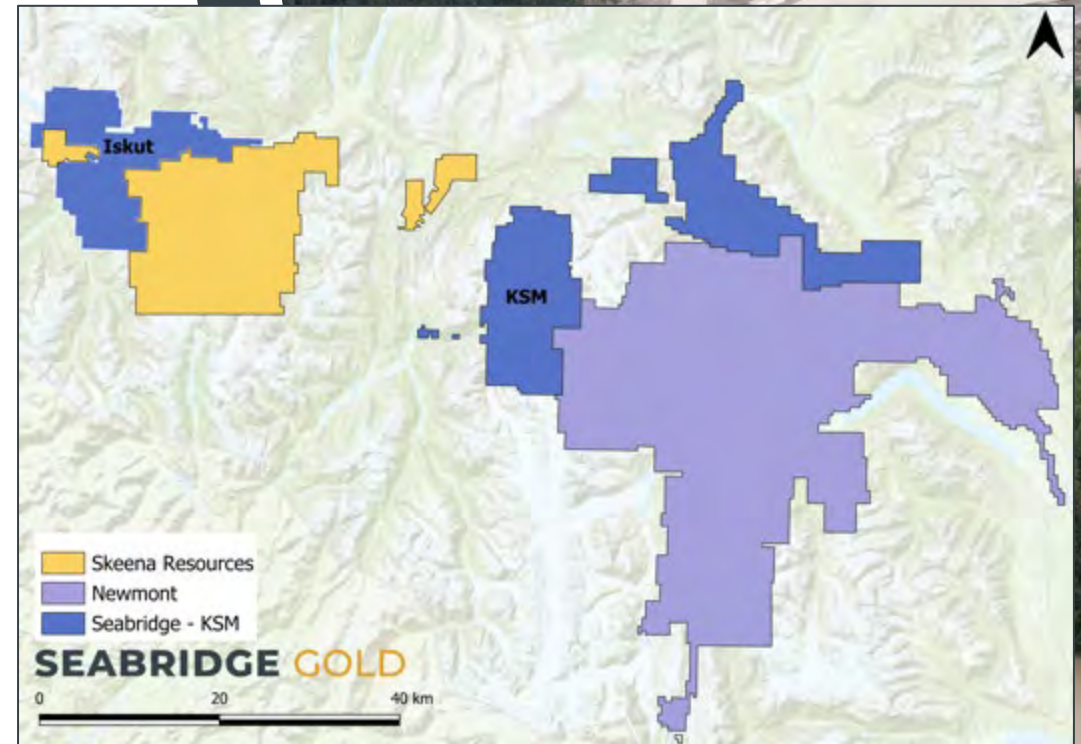 Iskut
KSM
Skeena Resources
Newmont
Seabridge - KSM
SEABRIDGE GOLD
0 20 40 km